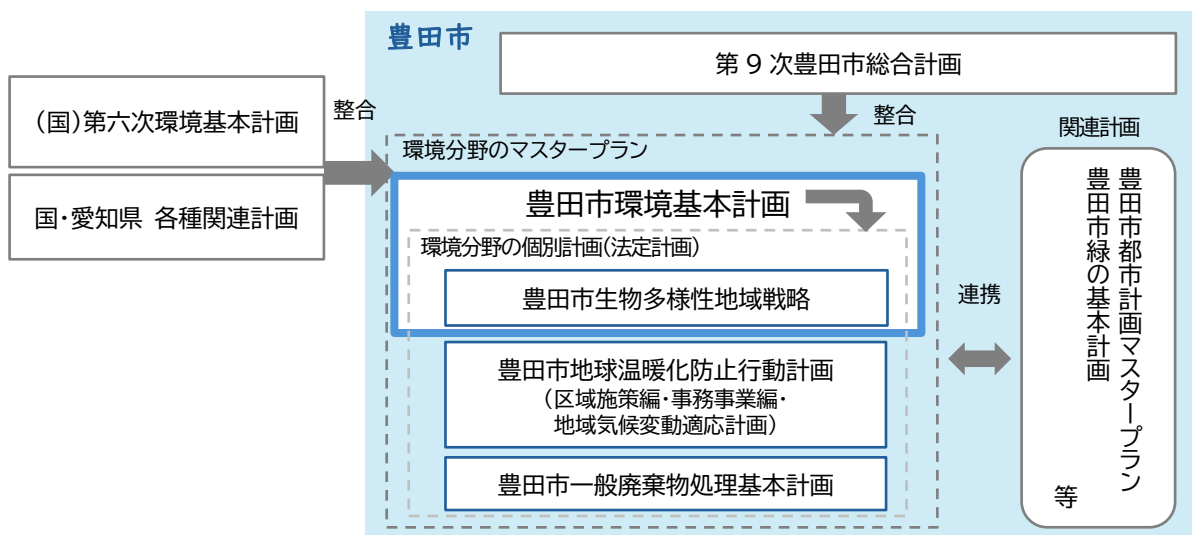 豊田市
第9次豊田市総合計画
(国)第六次環境基本計画
整合
国・愛知県 各種関連計画
整合
環境分野のマスタープラン
豊田市環境基本計画
環境分野の個別計画(法定計画)
豊田市生物多様性地域戦略
豊田市地球温暖化防止行動計画
(区域施策編・事務事業編・
地域気候変動適応計画)
豊田市一般廃棄物処理基本計画
連携
関連計画
豊田市都市計画マスタープラン
豊田市緑の基本計画
等